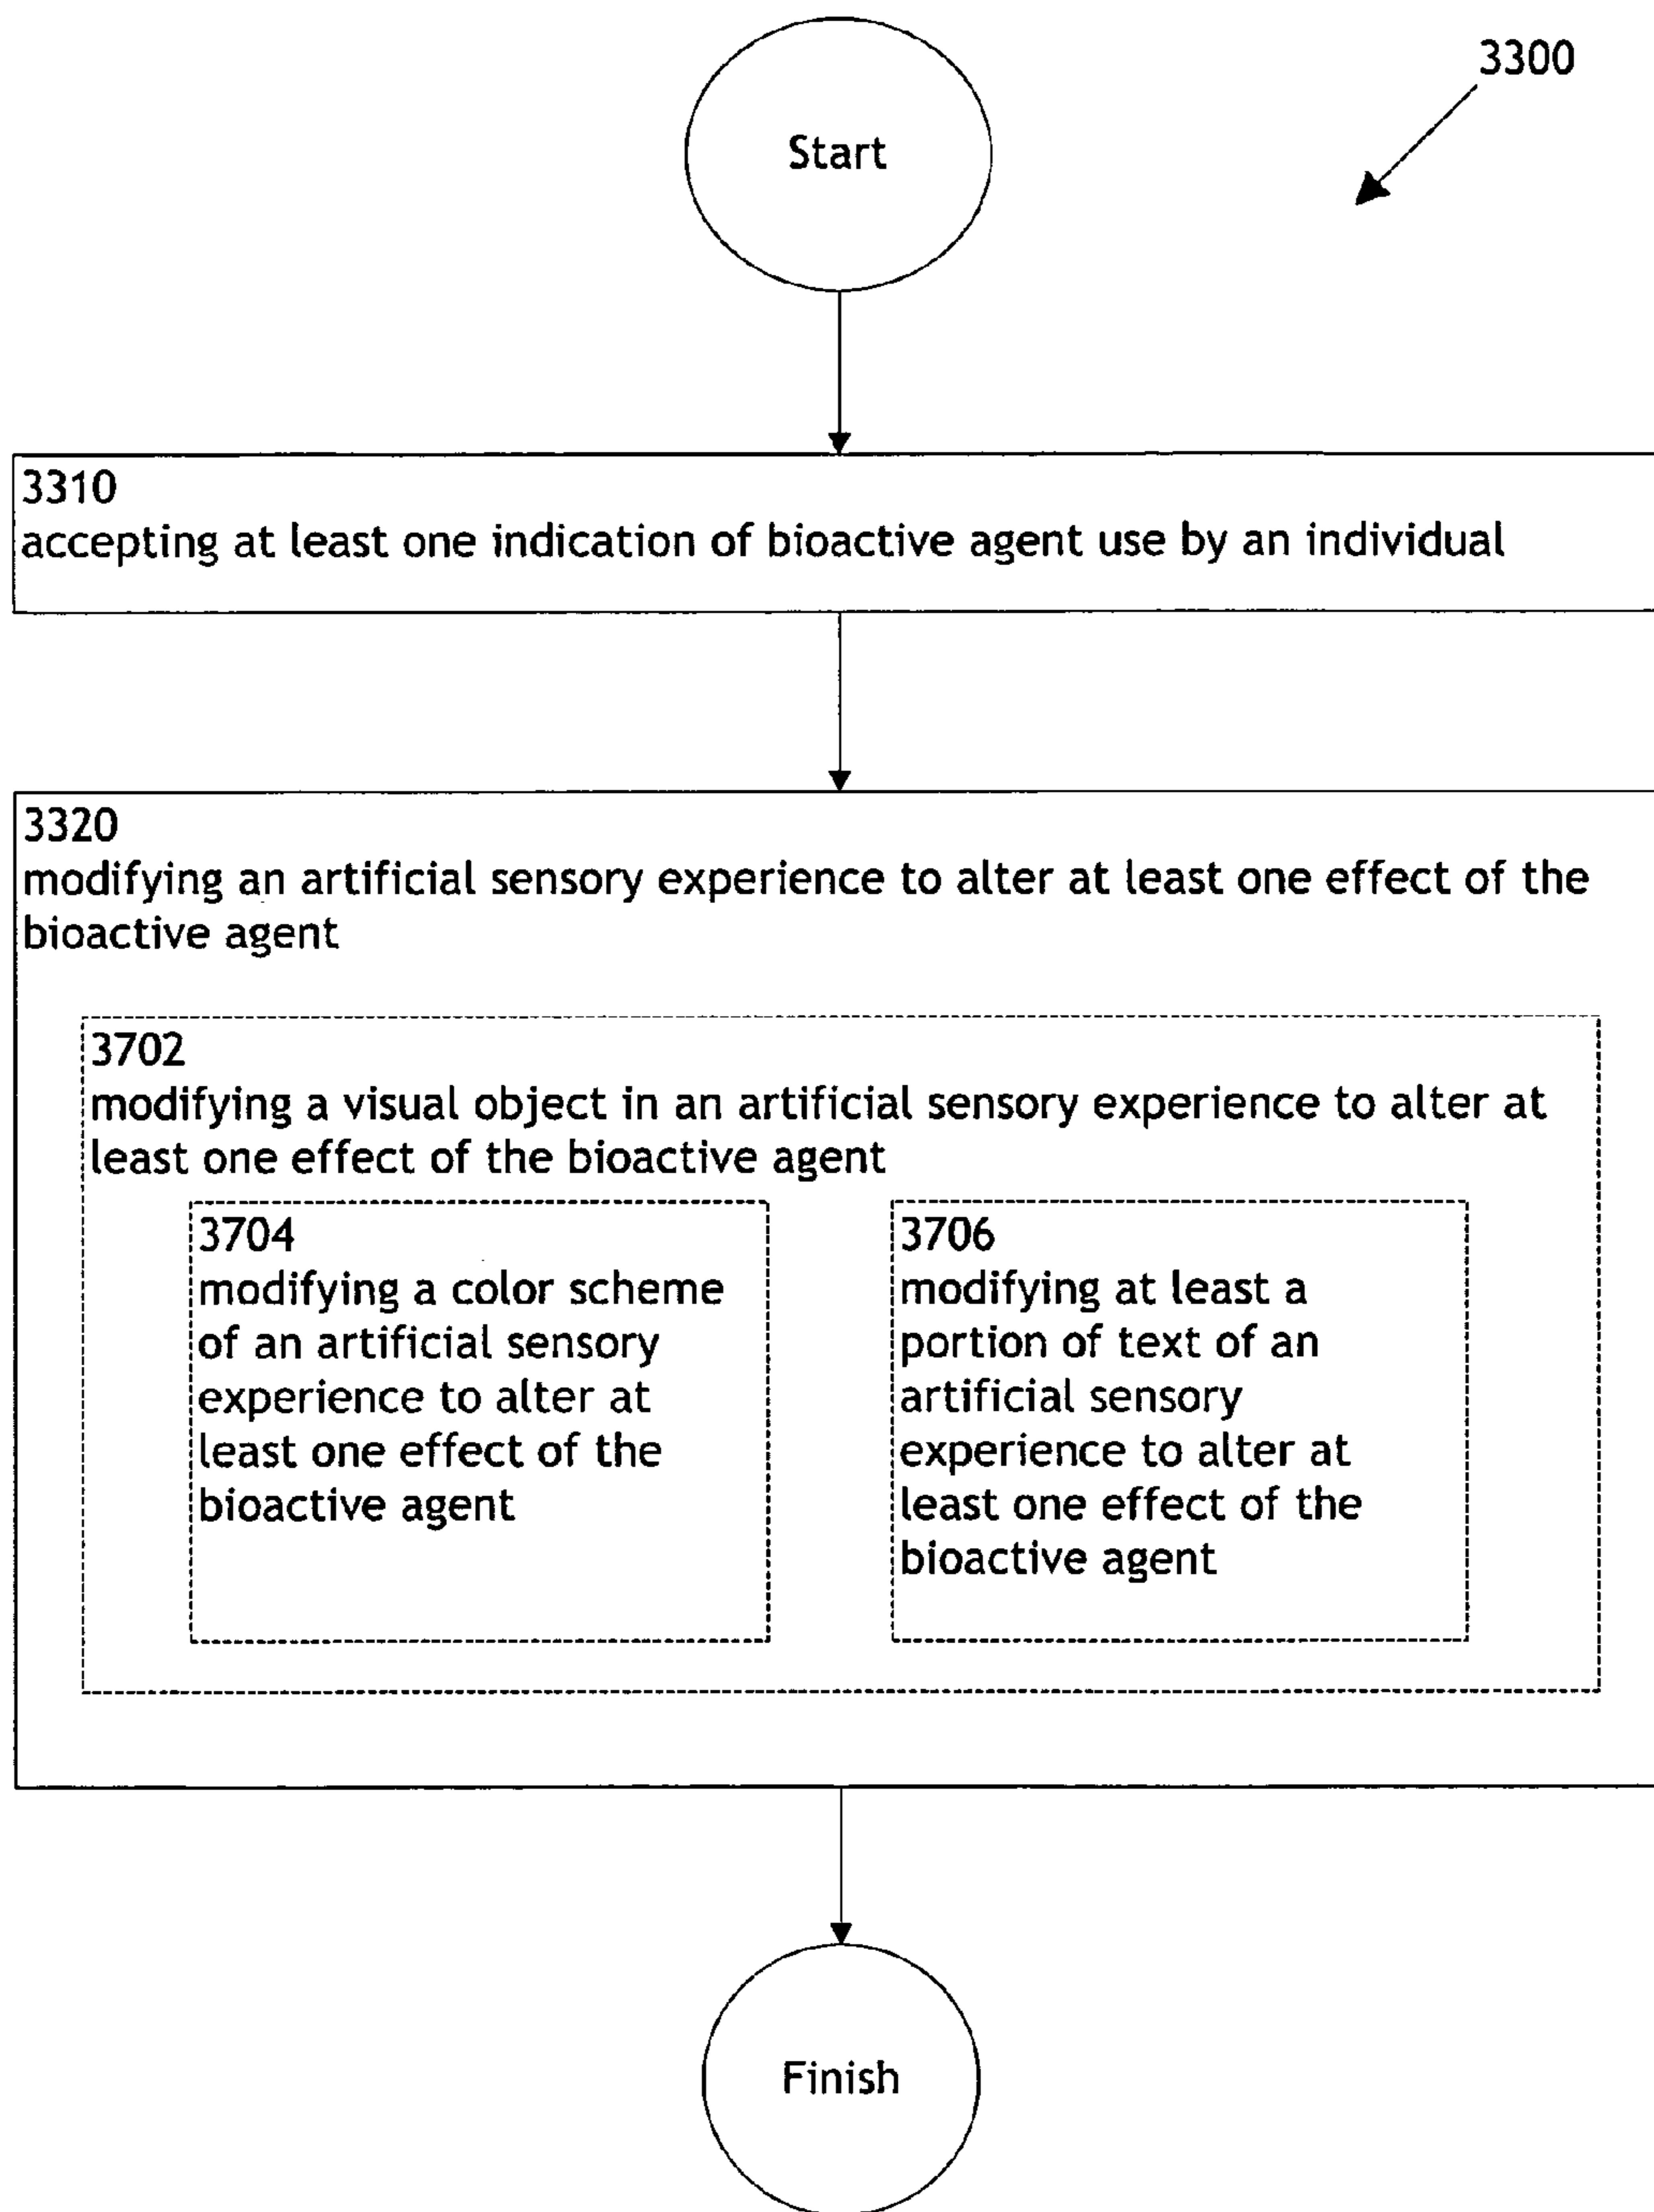 3300
Start
3310
accepting at least one indication of bioactive agent use by an individual
3320
modifying an artificial sensory experience to alter at least one effect of the
bioactive agent
3702
modifying a visual object in an artificial sensory experience to alter at
least one effect of the bioactive agent
3704
modifying a color scheme
of an artificial sensory
experience to alter at
least one effect of the
bioactive agent
3706
modifying at least a
portion of text of an
artificial sensory
experience to alter at
least one effect of the
bioactive agent
Finish